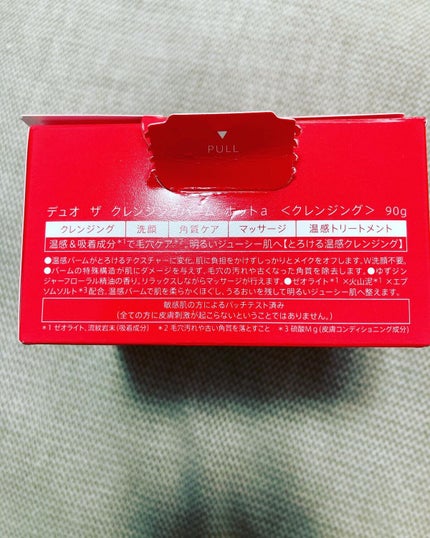 PULL
デュオ ザ クレンジングバーム ホットa <クレンジング> 90g
クレンジング 洗顔 角質ケア マッサージ 温感トリートメント
温感&吸着成分*1で毛穴ケア*2、明るいジューシー肌へ【とろける温感クレンジング】
●温感バームがとろけるテクスチャーに変化。肌に負担をかけずしっかりとメイクをオフします。W洗顔不要。
●バームの特殊構造が肌にダメージを与えず、毛穴の汚れや古くなった角質を除去します。●ゆずジン
ジャーフローラル精油の香り。リラックスしながらマッサージが行えます。●ゼオライト*1×火山泥*1×エプ
ソムソルト*3配合。温感バームで肌を柔らかくほぐし、うるおいを残して明るいジューシー肌へ整えます。
敏感肌の方によるパッチテスト済み
(全ての方に皮膚刺激が起こらないということではありません。)
*1 ゼオライト、流紋岩末(吸着成分) *2 毛穴汚れや古い角質を落とすこと *3 硫酸Mg(皮膚コンディショニング成分)